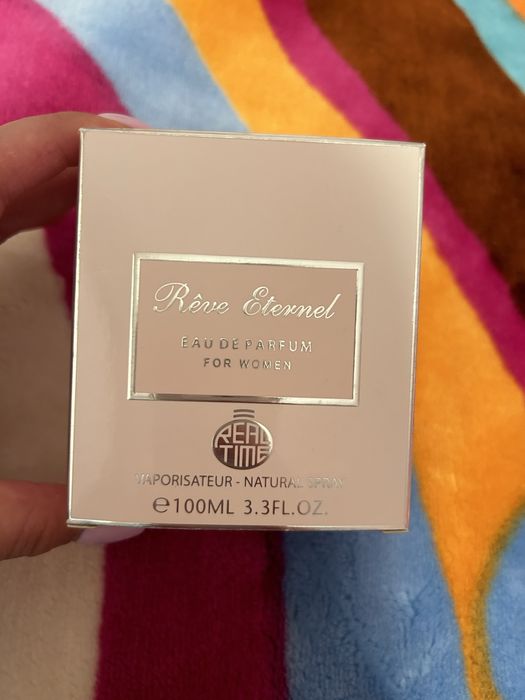 Rêve Eternel
EAU DE PARFUM
FOR WOMEN
REAL
TIME
VAPORISATEUR - NATURAL SPRAY
℮100ML 3.3FL.OZ.